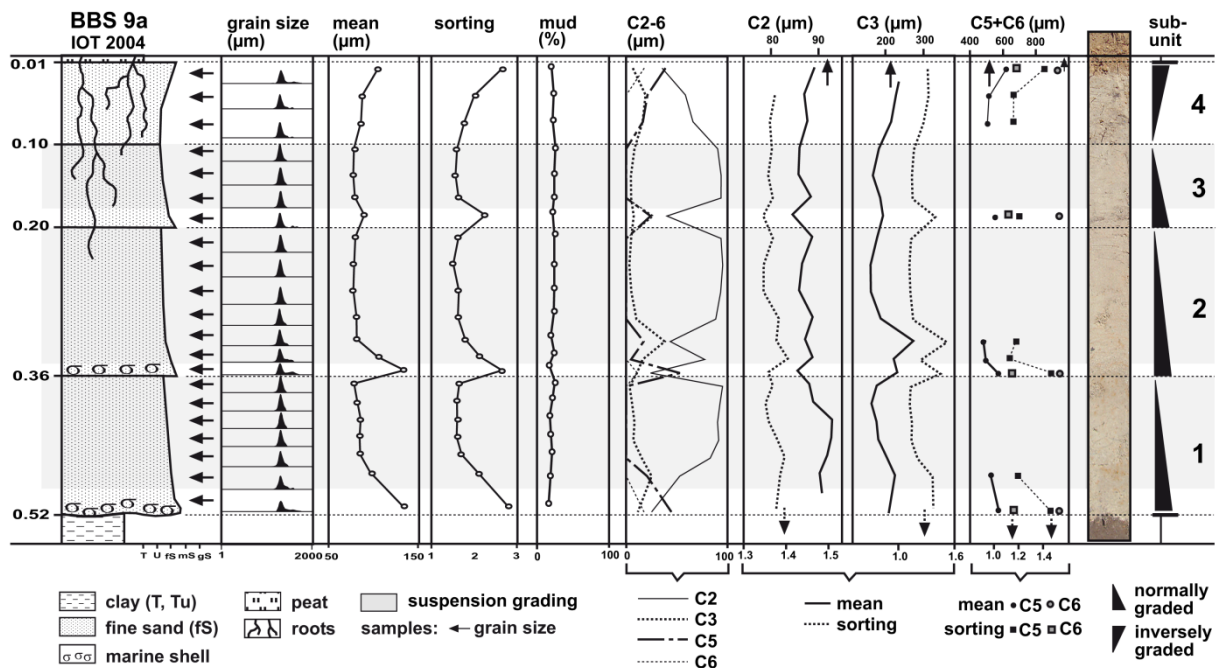 BBS 9a
IOT 2004
grain size
(μm)
mean
(μm)
sorting
mud
(%)
C2-6
(μm)
C2 (μm)
80 90
C3 (μm)
200 300
C5+C6 (μm)
400 600 800
sub-
unit
0.01
0.10
0.20
0.36
0.52
4
3
2
1
T U fS mS gS
1 2000
50 150
1 2 3
0 100
0 100
1.3 1.4 1.5
1.0 1.6
1.0 1.2 1.4
clay (T, Tu)
fine sand (fS)
marine shell
peat
roots
suspension grading
samples: grain size
C2
C3
C5
C6
mean
sorting
mean C5 C6
sorting C5 C6
normally
graded
inversely
graded